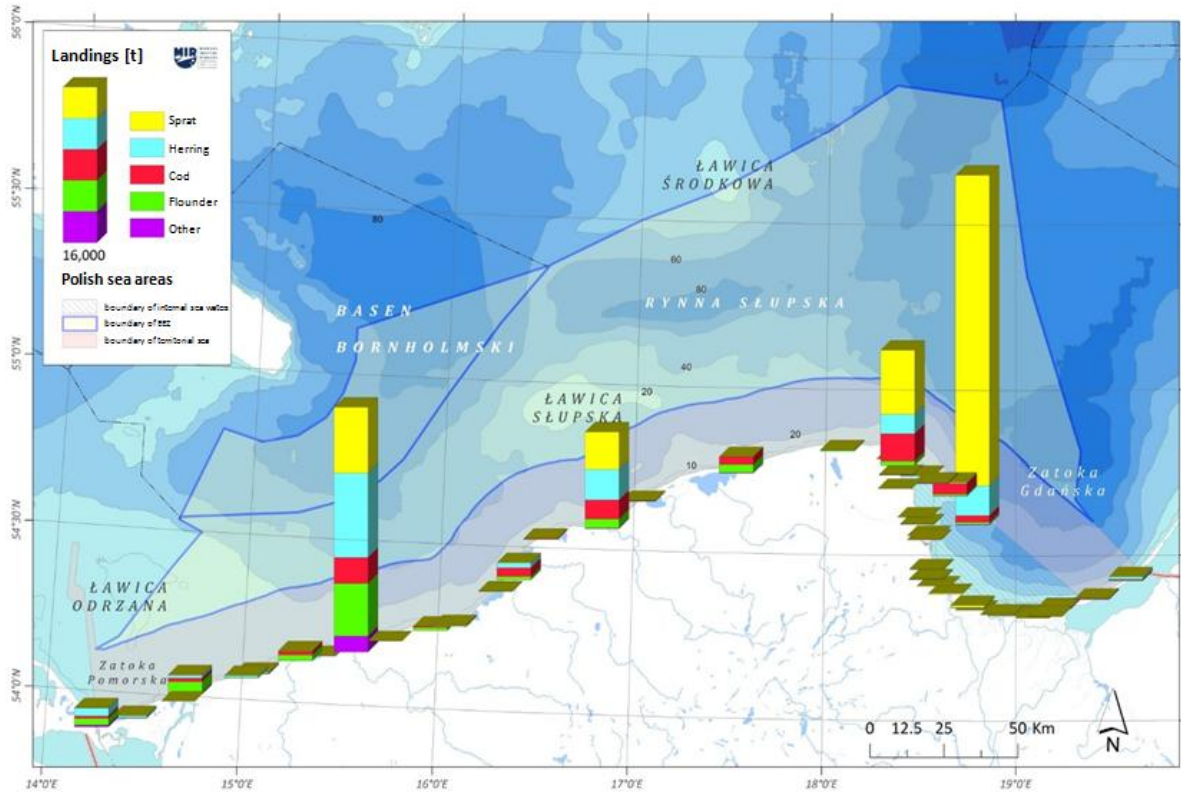 Landings [t]
MIR
Sprat
Herring
Cod
Flounder
Other
16,000
Polish sea areas
boundary of internal sea wates
boundary of EEZ
boundary of territorial sea
56°0'N
55°30'N
55°0'N
54°30'N
54°0'N
80
ŁAWICA
ŚRODKOWA
60
80
RYNNA SŁUPSKA
BASEN
BORNHOLMSKI
40
20
ŁAWICA
SŁUPSKA
20
10
Zatoka
Gdańska
ŁAWICA
ODRZANA
Zatoka
Pomorska
0 12.5 25 50 Km
N
14°0'E
15°0'E
16°0'E
17°0'E
18°0'E
19°0'E